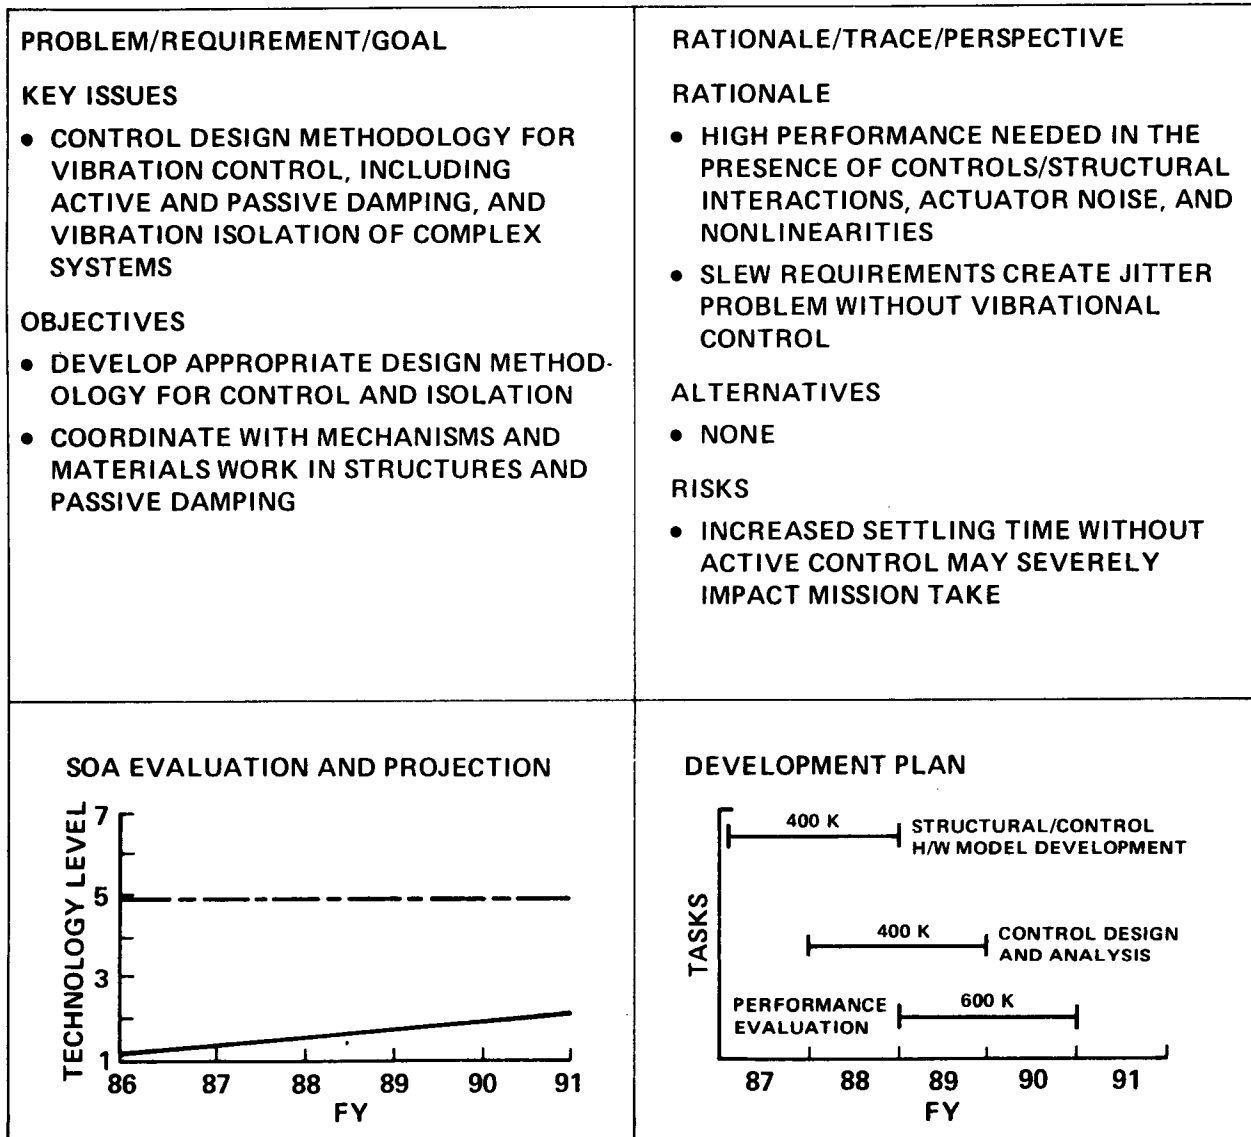 PROBLEM/REQUIREMENT/GOAL
KEY ISSUES
• CONTROL DESIGN METHODOLOGY FOR
VIBRATION CONTROL, INCLUDING
ACTIVE AND PASSIVE DAMPING, AND
VIBRATION ISOLATION OF COMPLEX
SYSTEMS
OBJECTIVES
• DEVELOP APPROPRIATE DESIGN METHOD-
OLOGY FOR CONTROL AND ISOLATION
• COORDINATE WITH MECHANISMS AND
MATERIALS WORK IN STRUCTURES AND
PASSIVE DAMPING
RATIONALE/TRACE/PERSPECTIVE
RATIONALE
• HIGH PERFORMANCE NEEDED IN THE
PRESENCE OF CONTROLS/STRUCTURAL
INTERACTIONS, ACTUATOR NOISE, AND
NONLINEARITIES
• SLEW REQUIREMENTS CREATE JITTER
PROBLEM WITHOUT VIBRATIONAL
CONTROL
ALTERNATIVES
• NONE
RISKS
• INCREASED SETTLING TIME WITHOUT
ACTIVE CONTROL MAY SEVERELY
IMPACT MISSION TAKE
SOA EVALUATION AND PROJECTION
TECHNOLOGY LEVEL
7
5
3
1
86 87 88 89 90 91
FY
DEVELOPMENT PLAN
TASKS
400 K
STRUCTURAL/CONTROL
H/W MODEL DEVELOPMENT
400 K
CONTROL DESIGN
AND ANALYSIS
PERFORMANCE
EVALUATION
600 K
87 88 89 90 91
FY